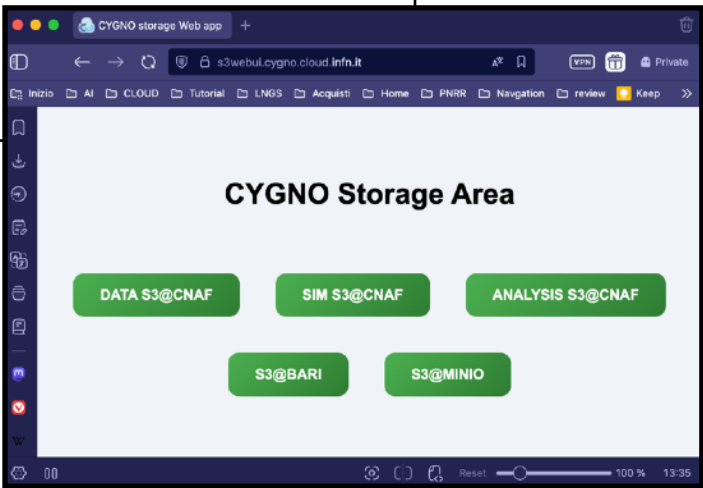 CYGNO storage Web app
s3webui.cygno.cloud.infn.it
VPN
Private
Inizio AI CLOUD Tutorial LNGS Acquisti Home PNRR Navgation review Keep
CYGNO Storage Area
DATA S3@CNAF SIM S3@CNAF ANALYSIS S3@CNAF
S3@BARI S3@MINIO
W
Reset 100 % 13:35